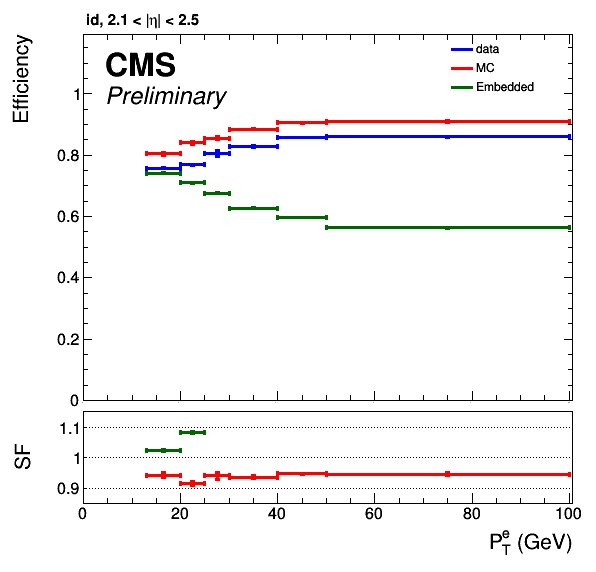 id, 2.1 < |η| < 2.5
Efficiency
CMS
Preliminary
data
MC
Embedded
1
0.8
0.6
0.4
0.2
0
SF
1.1
1
0.9
0 20 40 60 80 100
P_T^e (GeV)